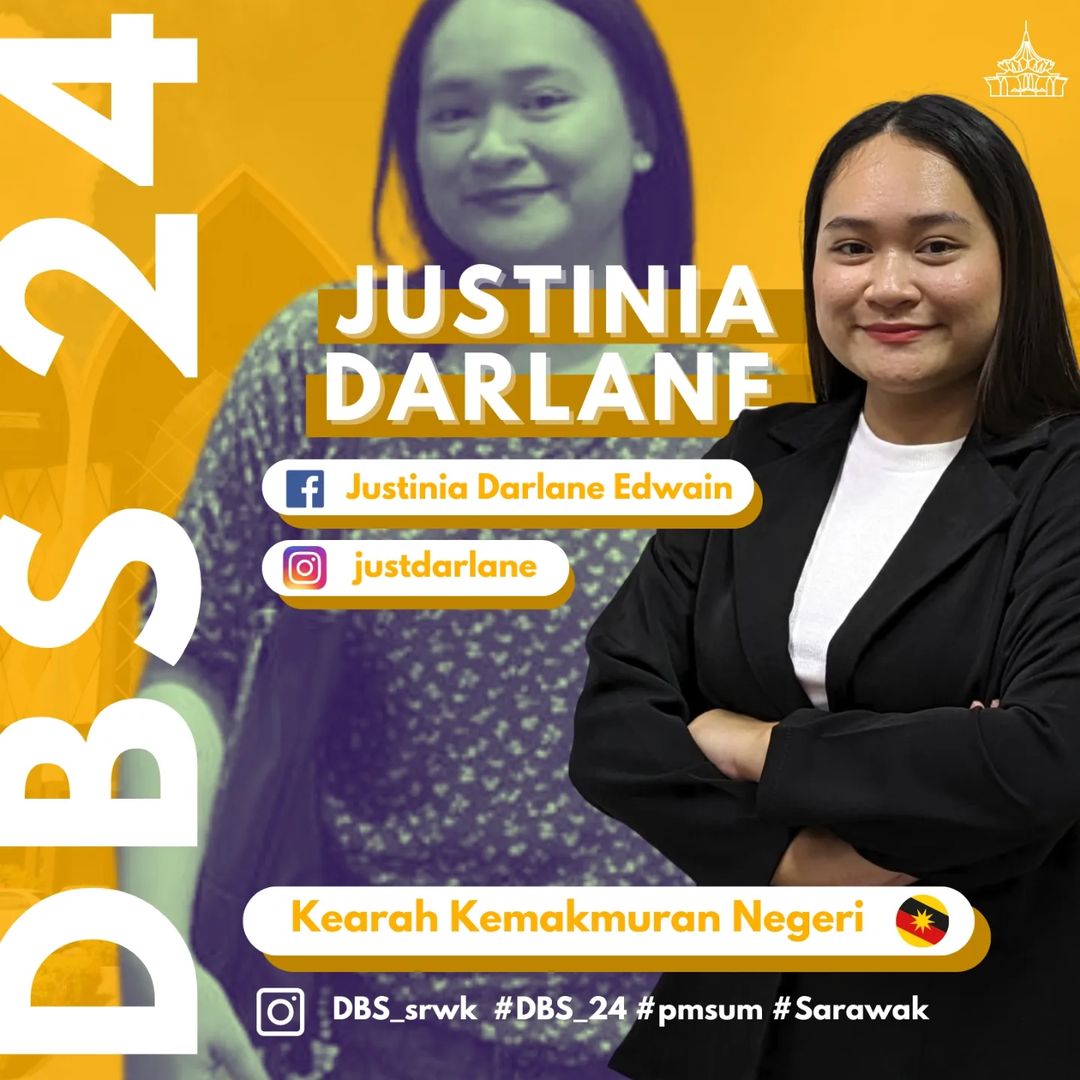 DBS 24
JUSTINIA
DARLANE
Justinia Darlane Edwain
justdarlane
Kearah Kemakmuran Negeri
DBS_srwk #DBS_24 #pmsum #Sarawak